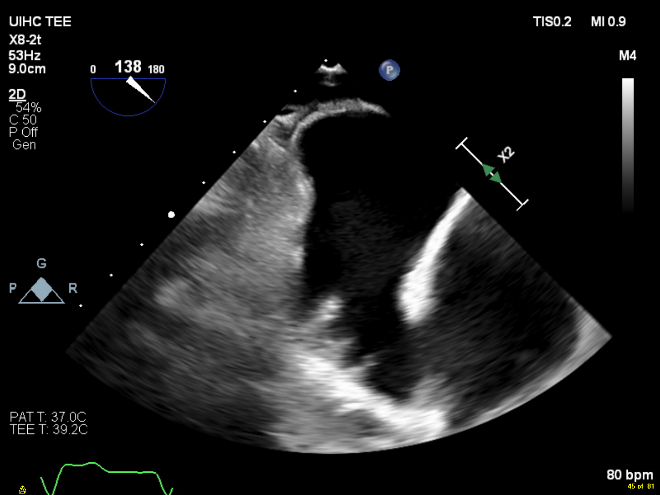 UIHC TEE
X8-2t
53Hz
9.0cm
2D
54%
C 50
P Off
Gen
0 138 180
P
TIS0.2 MI 0.9
M4
X2
G
P R
PAT T: 37.0C
TEE T: 39.2C
80 bpm
45 of 81